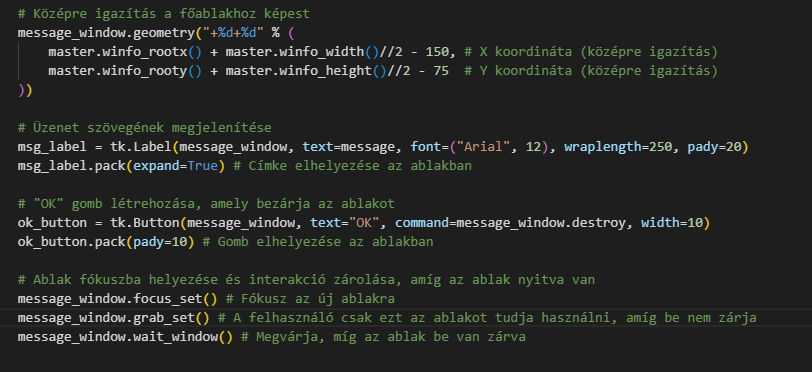 # Középre igazítás a főablakhoz képest
message_window.geometry("+%d+%d" % (
    master.winfo_rootx() + master.winfo_width()//2 - 150, # X koordináta (középre igazítás)
    master.winfo_rooty() + master.winfo_height()//2 - 75  # Y koordináta (középre igazítás)
))

# Üzenet szövegének megjelenítése
msg_label = tk.Label(message_window, text=message, font=("Arial", 12), wraplength=250, pady=20)
msg_label.pack(expand=True) # Címke elhelyezése az ablakban

# "OK" gomb létrehozása, amely bezárja az ablakot
ok_button = tk.Button(message_window, text="OK", command=message_window.destroy, width=10)
ok_button.pack(pady=10) # Gomb elhelyezése az ablakban

# Ablak fókuszba helyezése és interakció zárolása, amíg az ablak nyitva van
message_window.focus_set() # Fókusz az új ablakra
message_window.grab_set() # A felhasználó csak ezt az ablakot tudja használni, amíg be nem zárja
message_window.wait_window() # Megvárja, míg az ablak be van zárva